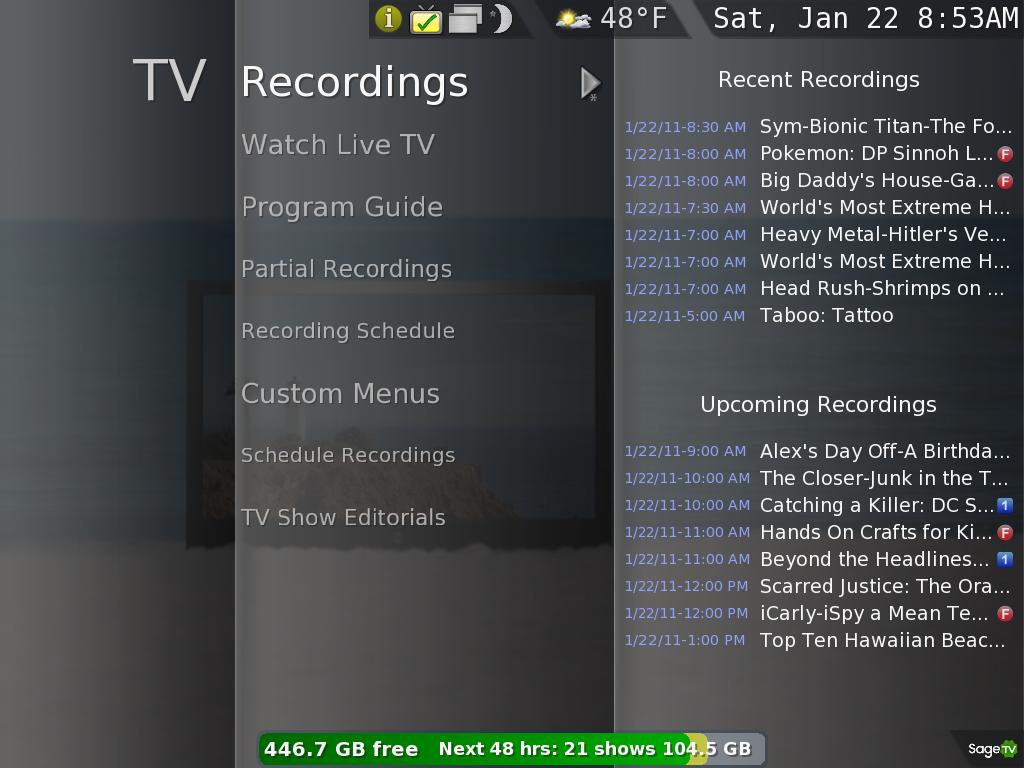 48°F
Sat, Jan 22 8:53AM
TV
Recordings
Watch Live TV
Program Guide
Partial Recordings
Recording Schedule
Custom Menus
Schedule Recordings
TV Show Editorials
Recent Recordings
1/22/11-8:30 AM Sym-Bionic Titan-The Fo...
1/22/11-8:00 AM Pokemon: DP Sinnoh L... F
1/22/11-8:00 AM Big Daddy's House-Ga... F
1/22/11-7:30 AM World's Most Extreme H...
1/22/11-7:00 AM Heavy Metal-Hitler's Ve...
1/22/11-7:00 AM World's Most Extreme H...
1/22/11-7:00 AM Head Rush-Shrimps on ...
1/22/11-5:00 AM Taboo: Tattoo
Upcoming Recordings
1/22/11-9:00 AM Alex's Day Off-A Birthda...
1/22/11-10:00 AM The Closer-Junk in the T...
1/22/11-10:00 AM Catching a Killer: DC S... 1
1/22/11-11:00 AM Hands On Crafts for Ki... F
1/22/11-11:00 AM Beyond the Headlines... 1
1/22/11-12:00 PM Scarred Justice: The Ora...
1/22/11-12:00 PM iCarly-iSpy a Mean Te... F
1/22/11-1:00 PM Top Ten Hawaiian Beac...
446.7 GB free Next 48 hrs: 21 shows 104.5 GB
SageTV